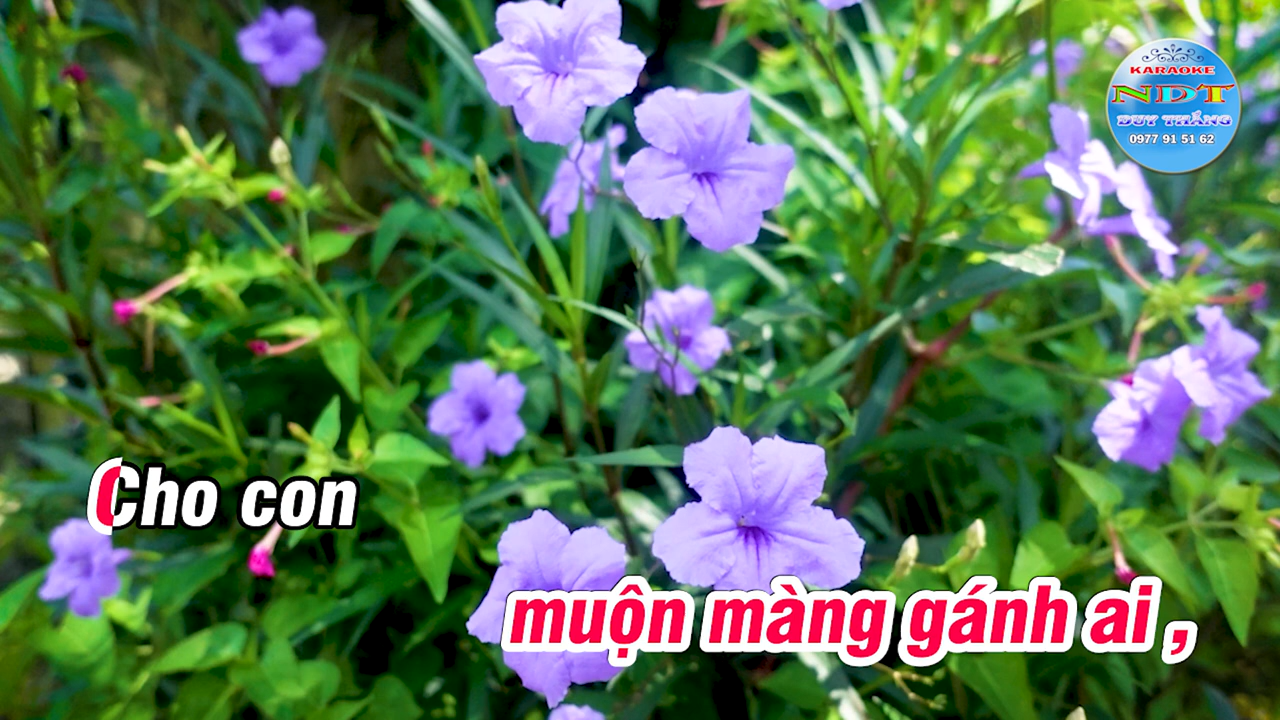 KARAOKE
NDT
DUY THẮNG
0977 91 51 62
Cho con
muộn màng gánh ai ,